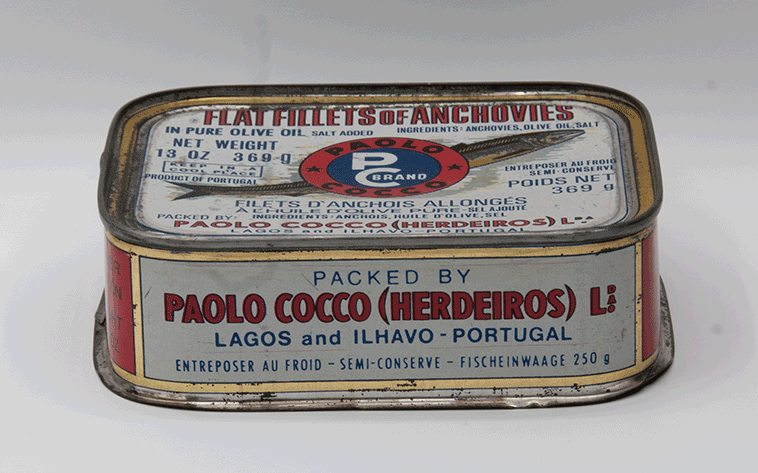 FLAT FILLETS OF ANCHOVIES
IN PURE OLIVE OIL, SALT ADDED INGREDIENTS: ANCHOVIES, OLIVE OIL, SALT
NET WEIGHT
13 OZ 369 g
KEEP IN A
COOL PLACE
PRODUCT OF PORTUGAL
PAOLO
PC BRAND
COCCO
ENTREPOSER AU FROID
SEMI-CONSERVE
POIDS NET
369 g
FILETS D'ANCHOIS ALLONGÉS
À L'HUILE D'OLIVE PURE - SEL AJOUTÉ
INGREDIENTS: ANCHOIS, HUILE D'OLIVE, SEL
PACKED BY:
PAOLO COCCO (HERDEIROS) LDA
LAGOS and ILHAVO - PORTUGAL
PACKED BY
PAOLO COCCO (HERDEIROS) LDA.
LAGOS and ILHAVO - PORTUGAL
ENTREPOSER AU FROID - SEMI-CONSERVE - FISCHEINWAAGE 250 g